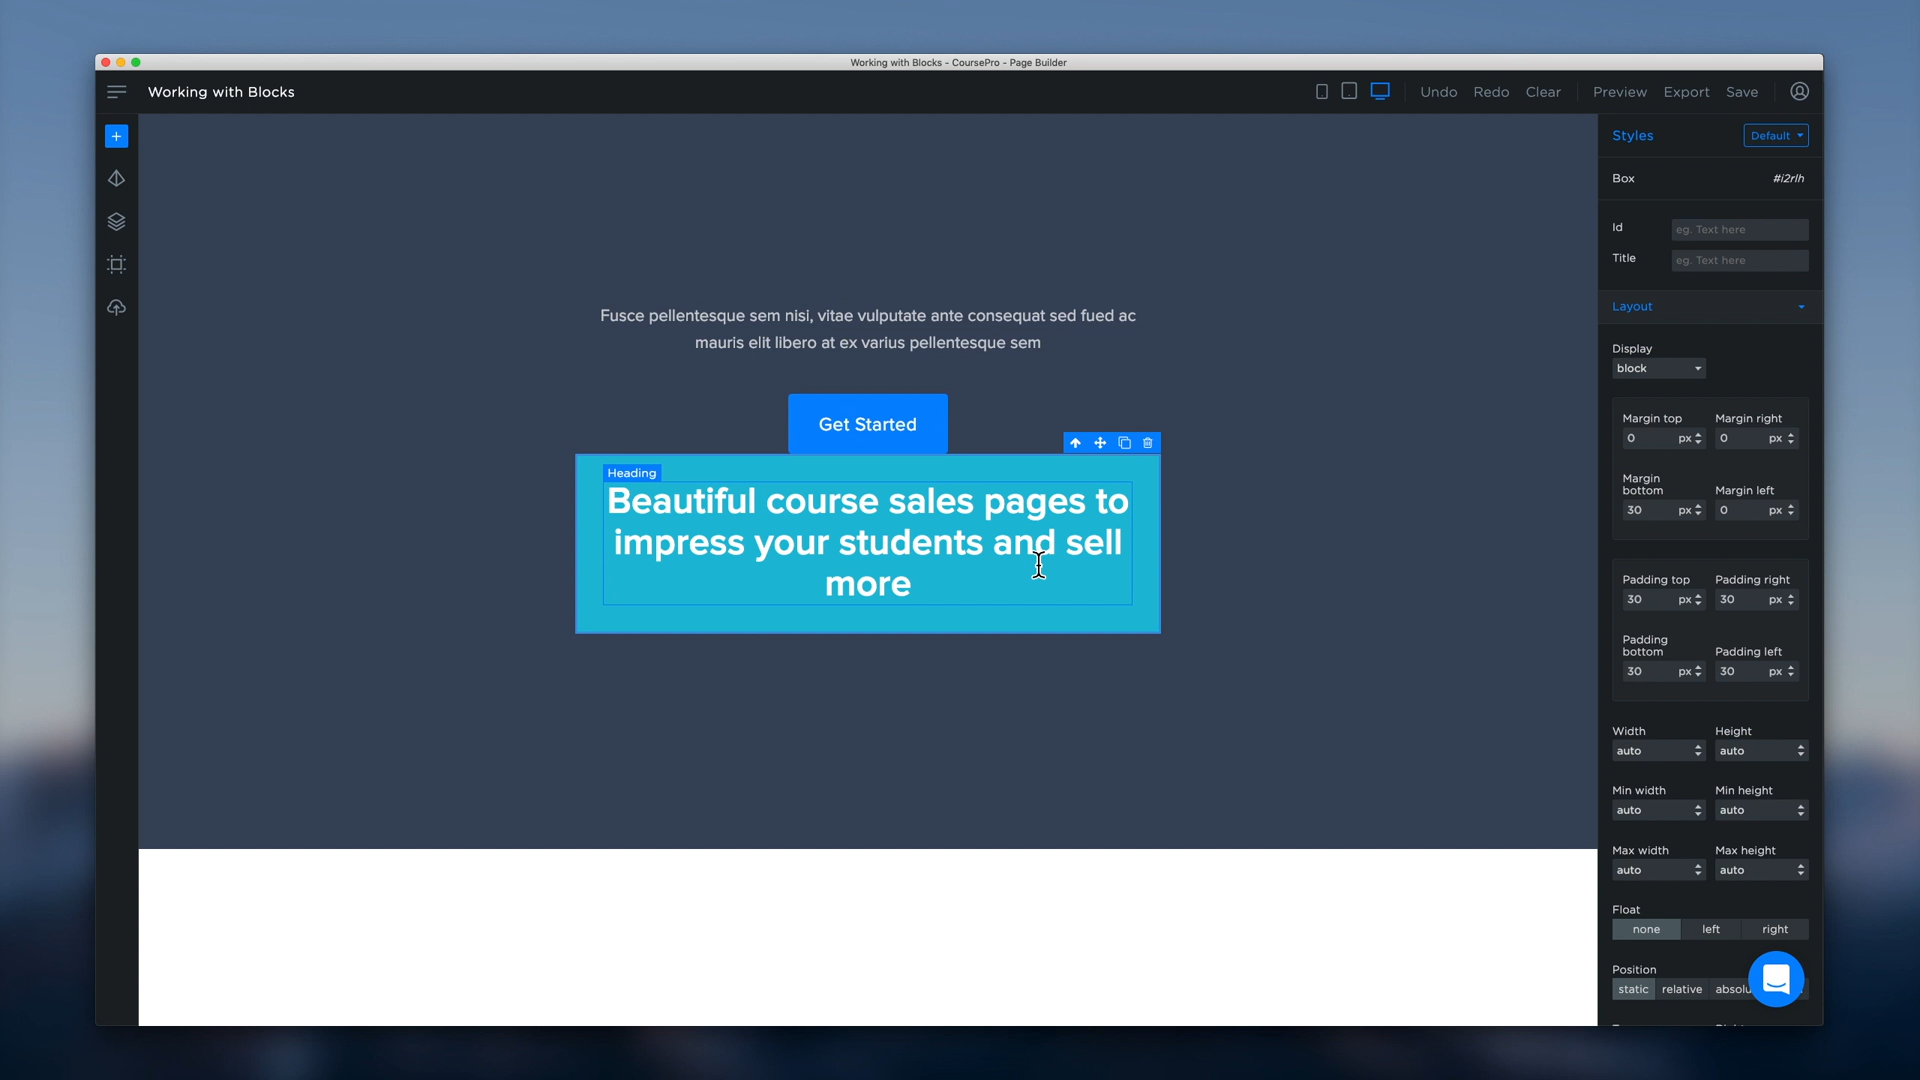 Working with Blocks - CoursePro - Page Builder
Working with Blocks
Undo Redo Clear Preview Export Save
Styles Default
Box #i2rlh
Id eg. Text here
Title eg. Text here
Layout
Display
block
Margin top Margin right
0 px 0 px
Margin
bottom Margin left
30 px 0 px
Padding top Padding right
30 px 30 px
Padding
bottom Padding left
30 px 30 px
Width Height
auto auto
Min width Min height
auto auto
Max width Max height
auto auto
Float
none left right
Position
static relative
Fusce pellentesque sem nisi, vitae vulputate ante consequat sed fued ac
mauris elit libero at ex varius pellentesque sem
Get Started
Heading
Beautiful course sales pages to
impress your students and sell
more